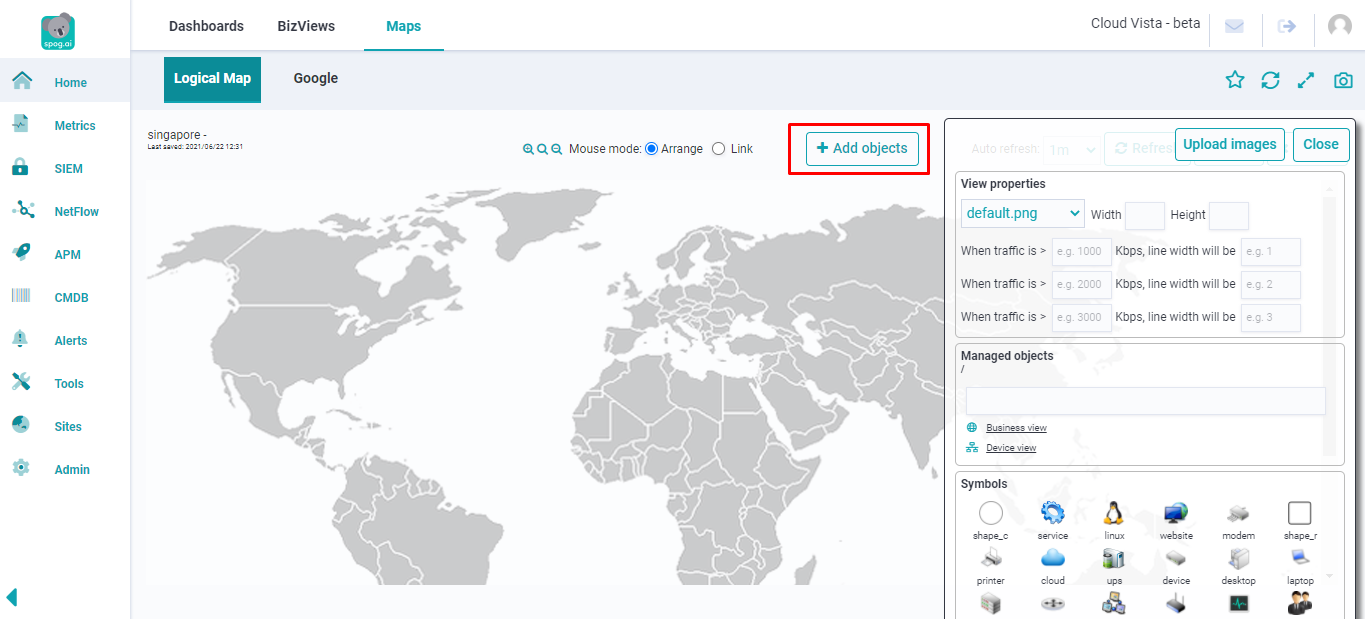 spog.ai
Dashboards BizViews Maps Cloud Vista - beta
Logical Map Google
Home
Metrics
SIEM
NetFlow
APM
CMDB
Alerts
Tools
Sites
Admin
singapore -
Last saved: 2021/06/22 12:31
Mouse mode: Arrange Link
Add objects
Auto refresh: 1m Refres
Upload images Close
View properties
default.png Width Height
When traffic is > e.g. 1000 Kbps, line width will be e.g. 1
When traffic is > e.g. 2000 Kbps, line width will be e.g. 2
When traffic is > e.g. 3000 Kbps, line width will be e.g. 3
Managed objects
/
Business view
Device view
Symbols
shape_c service linux website modem shape_r
printer cloud ups device desktop laptop